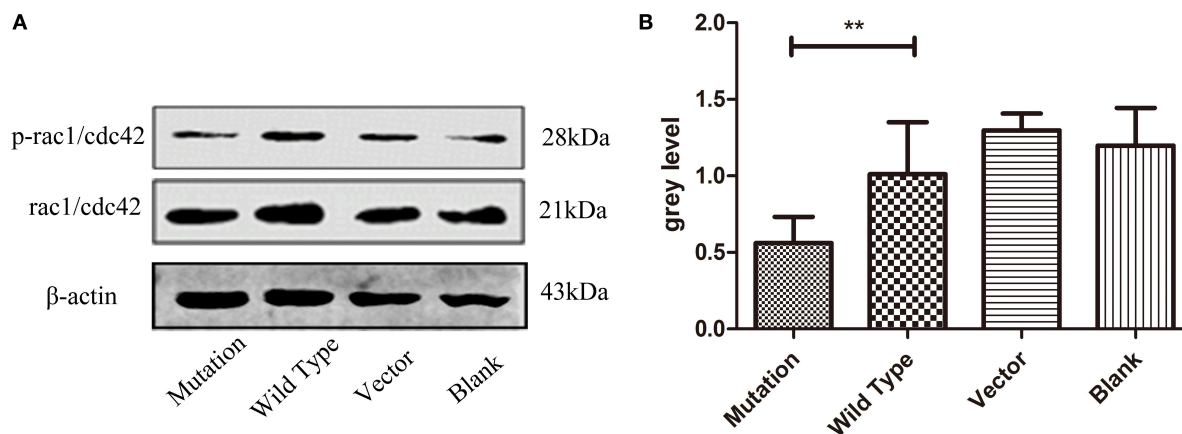 A
p-rac1/cdc42
28kDa
rac1/cdc42
21kDa
β-actin
43kDa
Mutation
Wild Type
Vector
Blank
B
**
2.0
1.5
1.0
0.5
0.0
grey level
Mutation
Wild Type
Vector
Blank